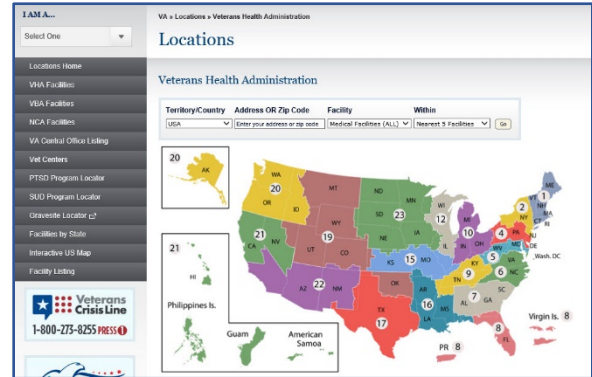 I AM A...
Select One
Locations Home
VHA Facilities
VBA Facilities
NCA Facilities
VA Central Office Listing
Vet Centers
PTSD Program Locator
SUD Program Locator
Gravesite Locator
Facilities by State
Interactive US Map
Facility Listing
Veterans
Crisis Line
1-800-273-8255 PRESS 1
VA » Locations » Veterans Health Administration
Locations
Veterans Health Administration
Territory/Country Address OR Zip Code Facility Within
USA Enter your address or zip code Medical Facilities (ALL) Nearest 5 Facilities Go
20
AK
21
HI
Philippines Is.
Guam
American
Samoa
WA
20
OR ID
MT
WY
19
UT CO
21
CA NV
AZ 22 NM
ND
MN
SD 23
NE IA
KS 15 MO
OK
TX
17
AR
16
LA MS
WI
12
IL
MI
10
IN OH
KY
9
TN
AL 7 GA
SC
NC
6
VA
WV
5
MD
DE
NJ
4 PA
2
NY
VT 1 ME
NH
MA
CT RI
Wash. DC
8
FL
PR 8
Virgin Is. 8